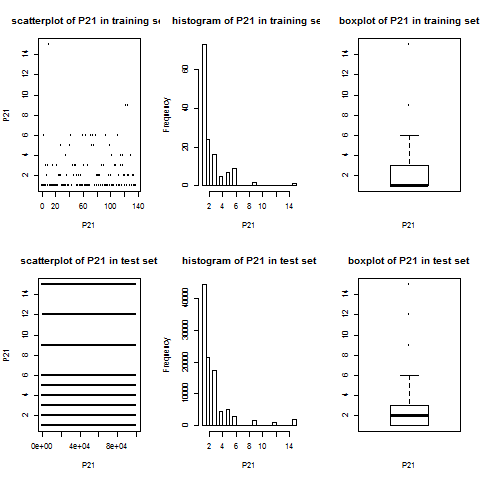 scatterplot of P21 in training se
P21
2 4 6 8 10 12 14
0 20 60 100 140
P21
histogram of P21 in training se
Frequency
0 20 40 60
2 4 6 8 10 14
P21
boxplot of P21 in training set
2 4 6 8 10 12 14
P21
scatterplot of P21 in test set
P21
2 4 6 8 10 12 14
0e+00 4e+04 8e+04
P21
histogram of P21 in test set
Frequency
0 10000 20000 30000 40000
2 4 6 8 10 14
P21
boxplot of P21 in test set
2 4 6 8 10 12 14
P21